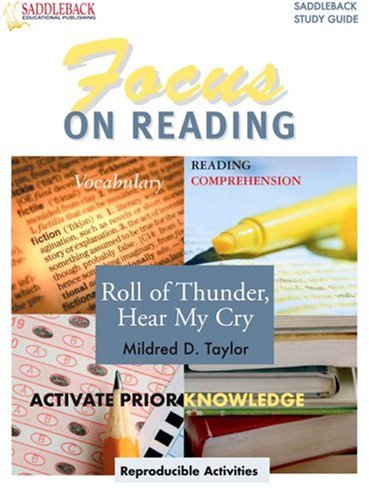 SADDLEBACK
EDUCATIONAL PUBLISHING
SADDLEBACK
STUDY GUIDE
Focus
ON READING
Vocabulary
READING
COMPREHENSION
fiction
Roll of Thunder,
Hear My Cry
Mildred D. Taylor
ACTIVATE PRIOR KNOWLEDGE
Reproducible Activities